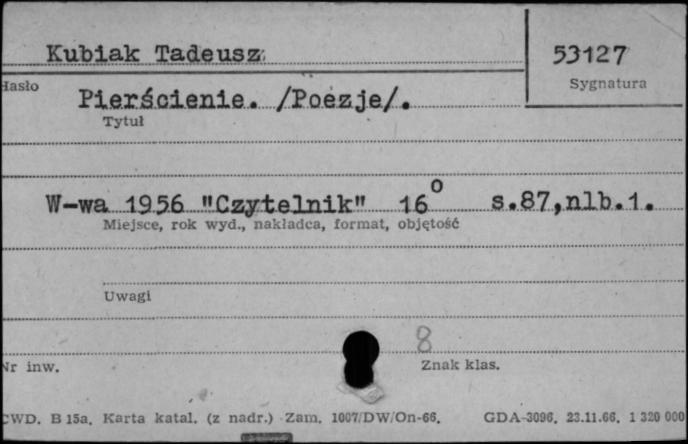 Kubiak Tadeusz.
53127
Hasło
Sygnatura
Pierścienie. /Poezje/.
Tytuł
W-wa 1956 "Czytelnik" 16° s.87,nlb.1.
Miejsce, rok wyd., nakładca, format, objętość
Uwagi
8
Nr inw.
Znak klas.
CWD. B 15a. Karta katal. (z nadr.) Zam. 1007/DW/On-66. GDA-3096. 23.11.66. 1 320 000